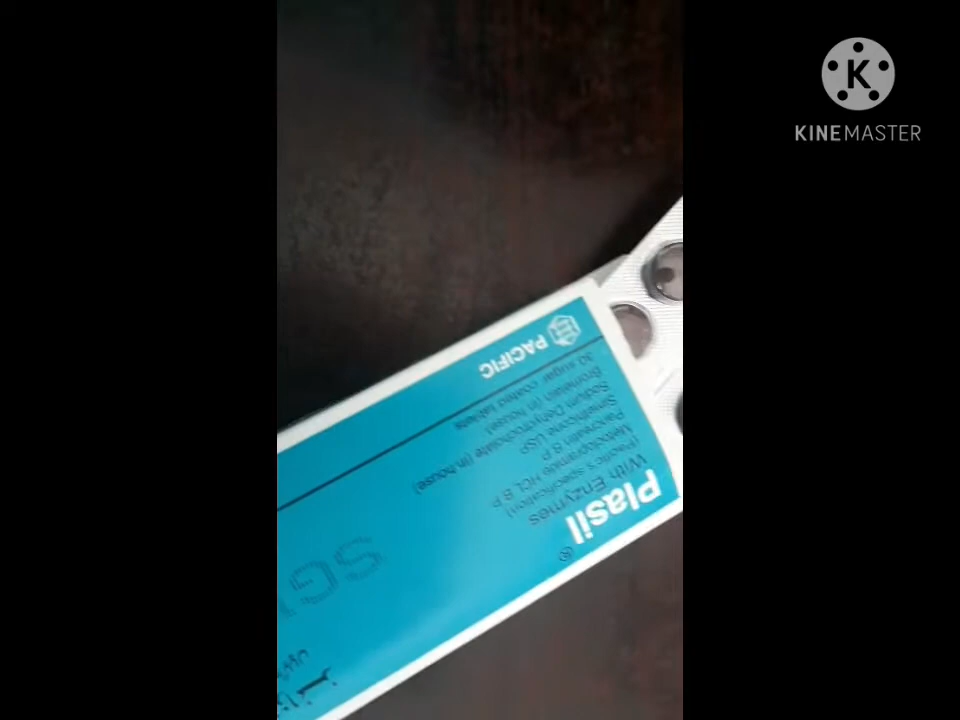 KINEMASTER
Plasil®
With Enzymes
(Pacific's specification)
Metoclopramide HCL B P
Pancreatin B P
Simethicone USP
Sodium Dehydrocholate (in house)
Bromelain (in house)
30 sugar coated tablets
PACIFIC